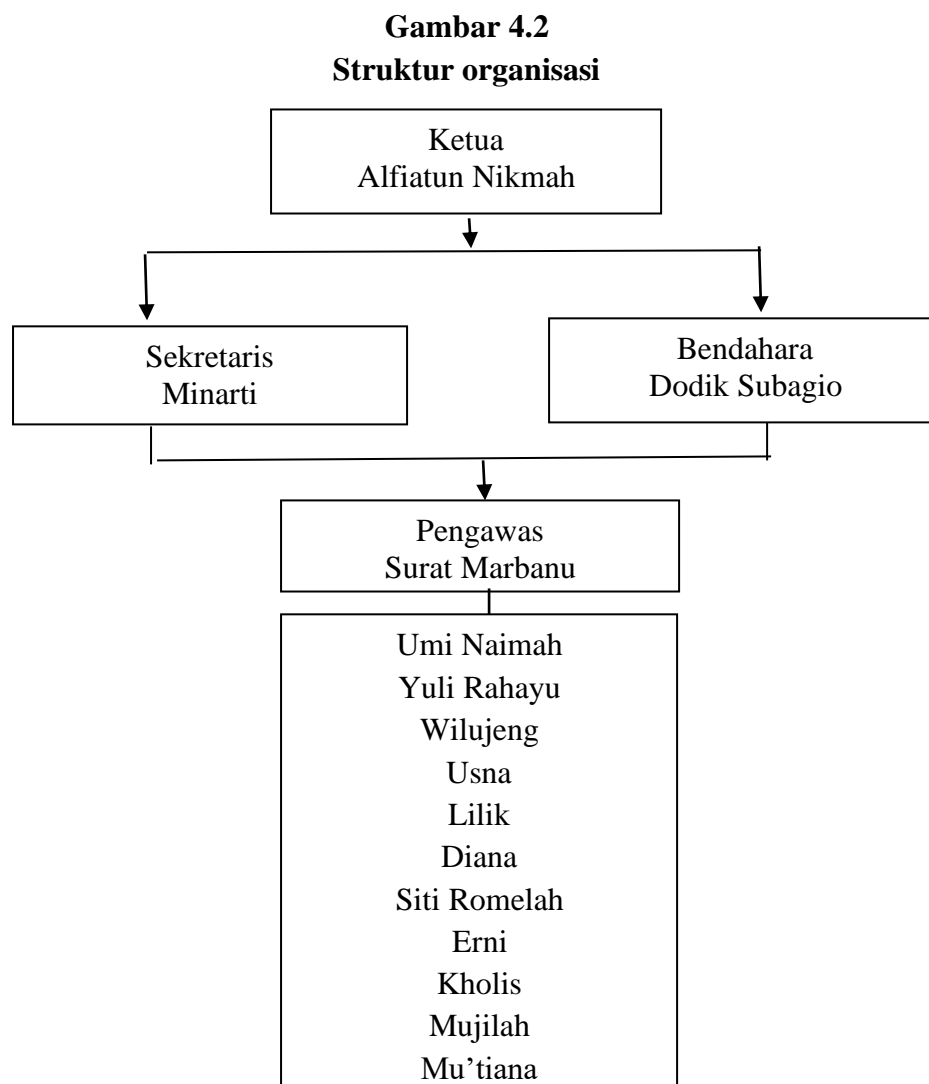 Gambar 4.2
Struktur organisasi
Ketua
Alfiatun Nikmah
Sekretaris
Minarti
Bendahara
Dodik Subagio
Pengawas
Surat Marbanu
Umi Naimah
Yuli Rahayu
Wilujeng
Usna
Lilik
Diana
Siti Romelah
Erni
Kholis
Mujilah
Mu’tiana